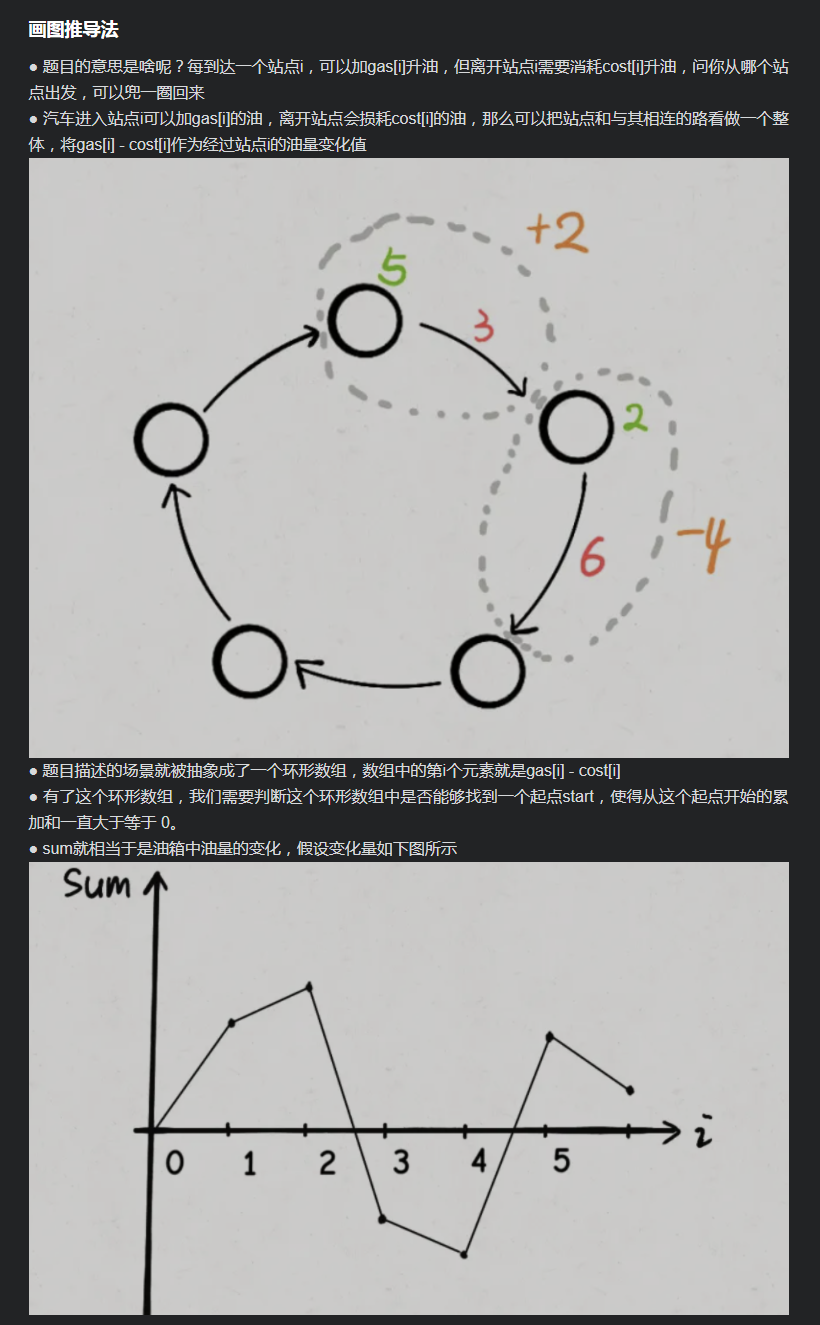 画图推导法
● 题目的意思是啥呢？每到达一个站点i，可以加gas[i]升油，但离开站点i需要消耗cost[i]升油，问你从哪个站
点出发，可以兜一圈回来
● 汽车进入站点i可以加gas[i]的油，离开站点会损耗cost[i]的油，那么可以把站点和与其相连的路看做一个整
体，将gas[i] - cost[i]作为经过站点i的油量变化值
+2
5
3
2
-4
6
● 题目描述的场景就被抽象成了一个环形数组，数组中的第i个元素就是gas[i] - cost[i]
● 有了这个环形数组，我们需要判断这个环形数组中是否能够找到一个起点start，使得从这个起点开始的累
加和一直大于等于 0。
● sum就相当于是油箱中油量的变化，假设变化量如下图所示
Sum
i
0 1 2 3 4 5